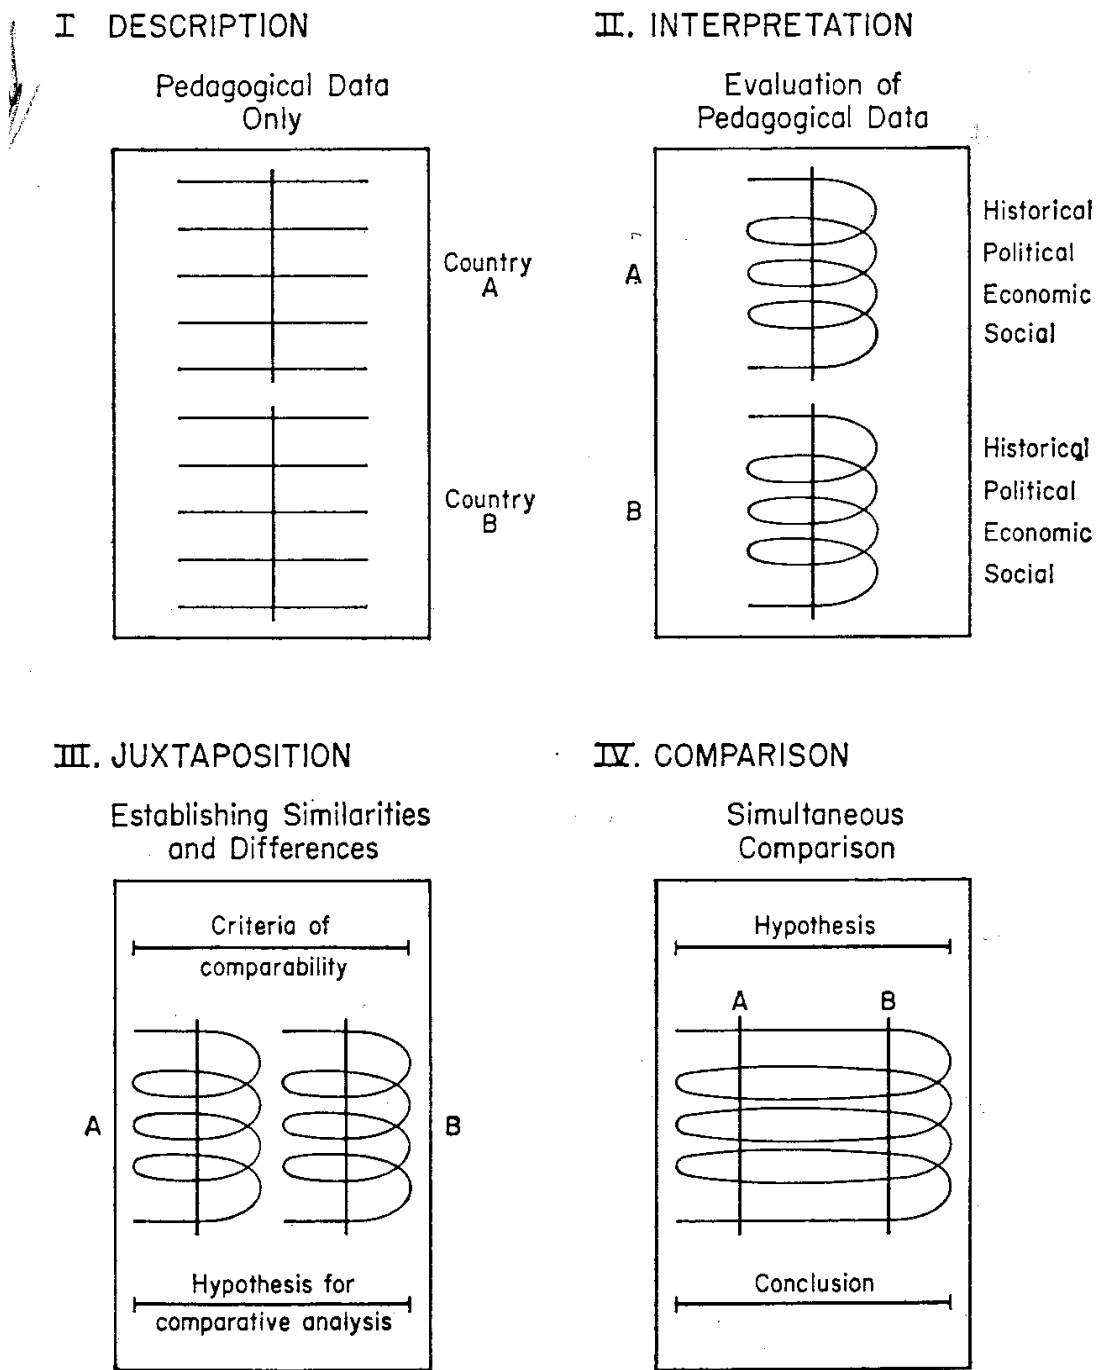 I DESCRIPTION
Pedagogical Data
Only
Country
A
Country
B
II. INTERPRETATION
Evaluation of
Pedagogical Data
A
Historical
Political
Economic
Social
B
Historical
Political
Economic
Social
III. JUXTAPOSITION
Establishing Similarities
and Differences
Criteria of
comparability
A
B
Hypothesis for
comparative analysis
IV. COMPARISON
Simultaneous
Comparison
Hypothesis
A B
Conclusion